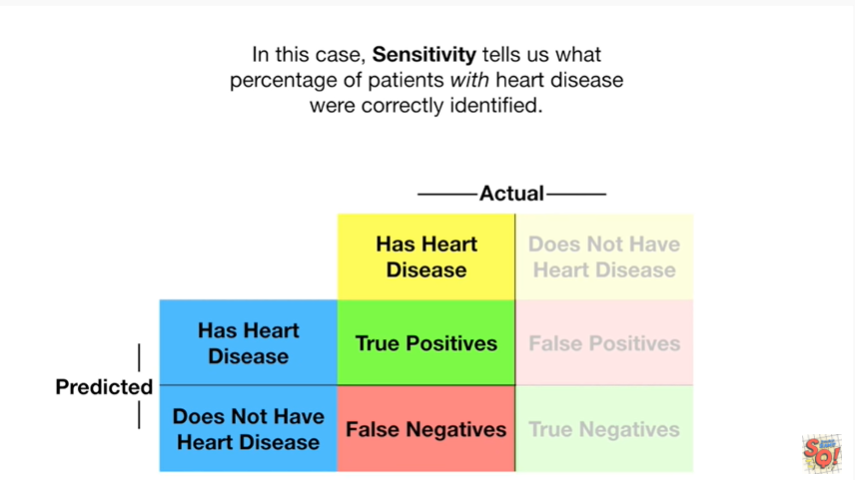 In this case, Sensitivity tells us what
percentage of patients with heart disease
were correctly identified.
Actual
Has Heart
Disease
Does Not Have
Heart Disease
Has Heart
Disease
True Positives
False Positives
Predicted
Does Not Have
Heart Disease
False Negatives
True Negatives
SQ!